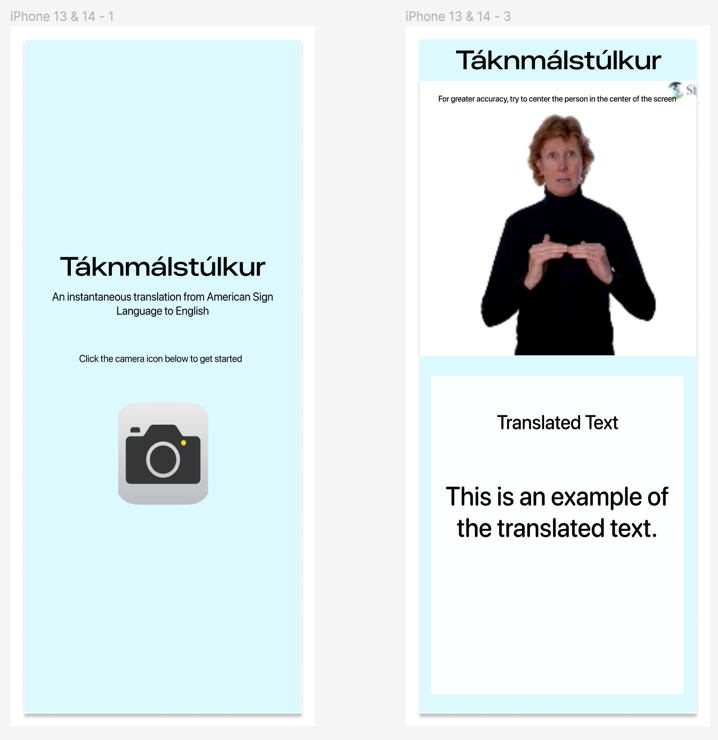 iPhone 13 & 14 - 1
Táknmálstúlkur
An instantaneous translation from American Sign
Language to English
Click the camera icon below to get started
iPhone 13 & 14 - 3
Táknmálstúlkur
For greater accuracy, try to center the person in the center of the screen
Translated Text
This is an example of
the translated text.